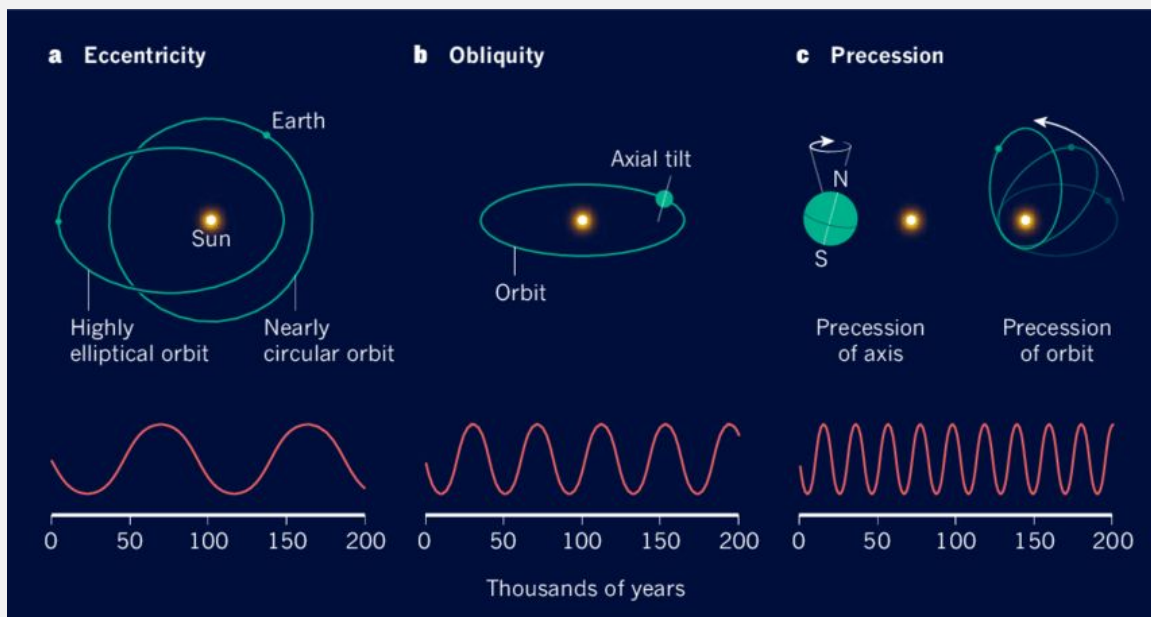 a Eccentricity
Earth
Sun
Highly
elliptical orbit
Nearly
circular orbit
0 50 100 150 200
b Obliquity
Axial tilt
Orbit
0 50 100 150 200
c Precession
N
S
Precession
of axis
Precession
of orbit
0 50 100 150 200
Thousands of years